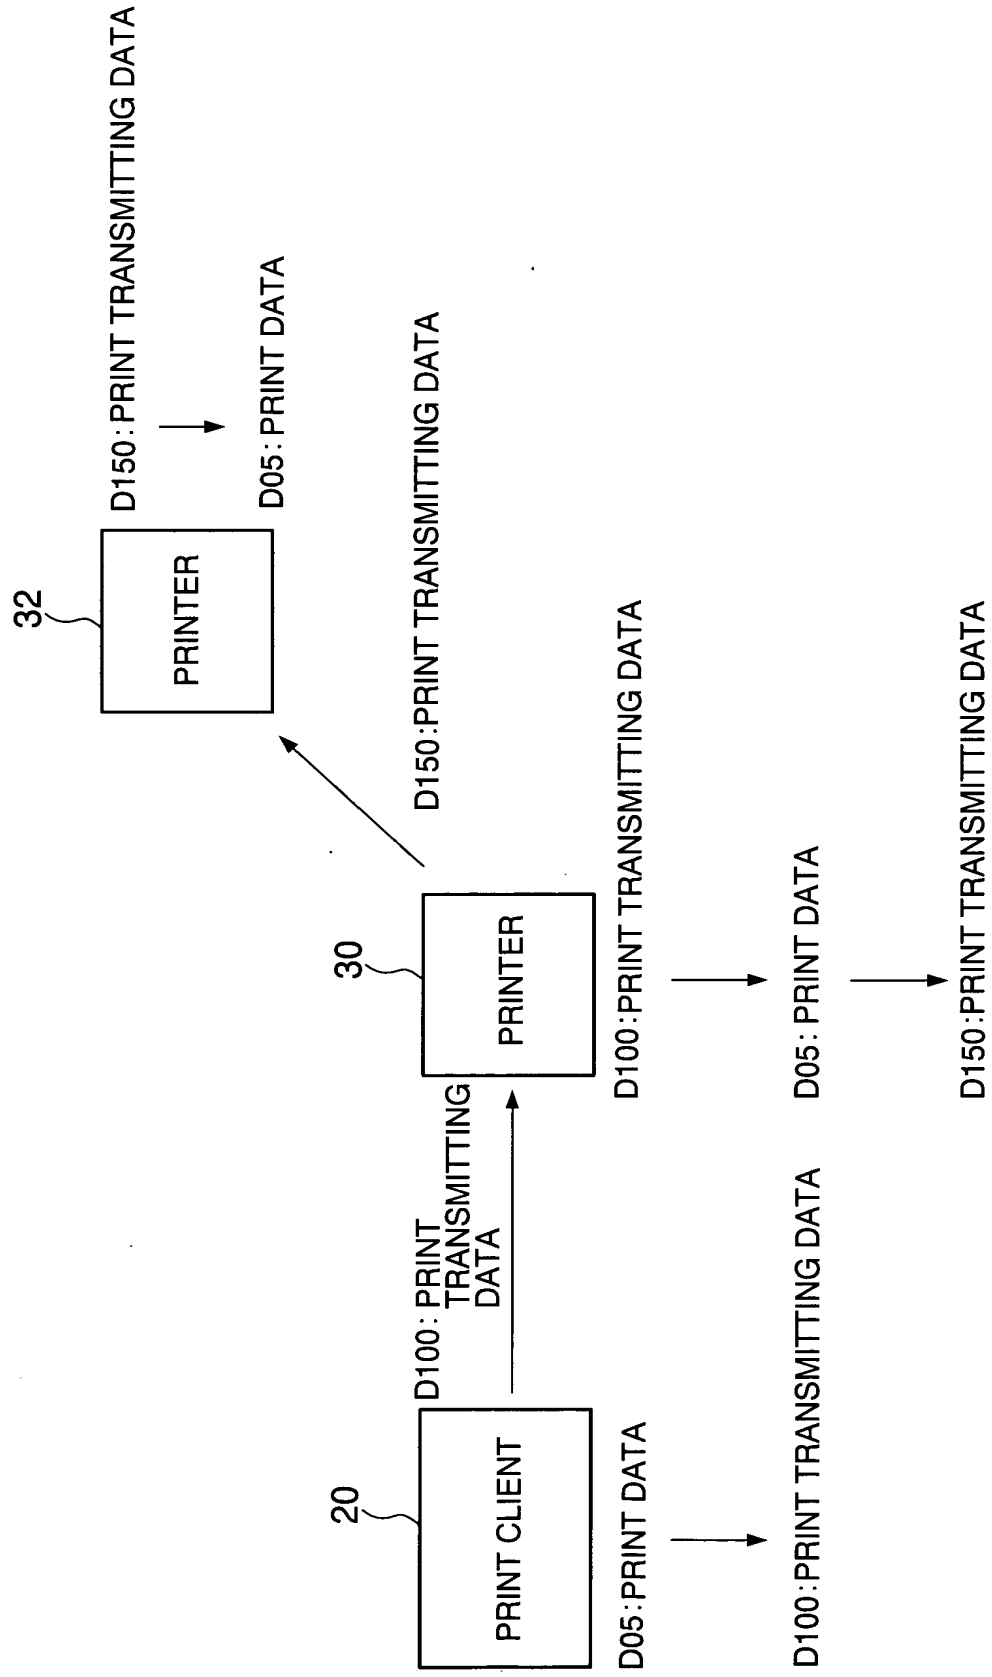 32
PRINTER
D150:PRINT TRANSMITTING DATA
D05: PRINT DATA
D150:PRINT TRANSMITTING DATA
20
PRINT CLIENT
D100: PRINT
TRANSMITTING
DATA
30
PRINTER
D05:PRINT DATA
D100:PRINT TRANSMITTING DATA
D100:PRINT TRANSMITTING DATA
D05: PRINT DATA
D150:PRINT TRANSMITTING DATA